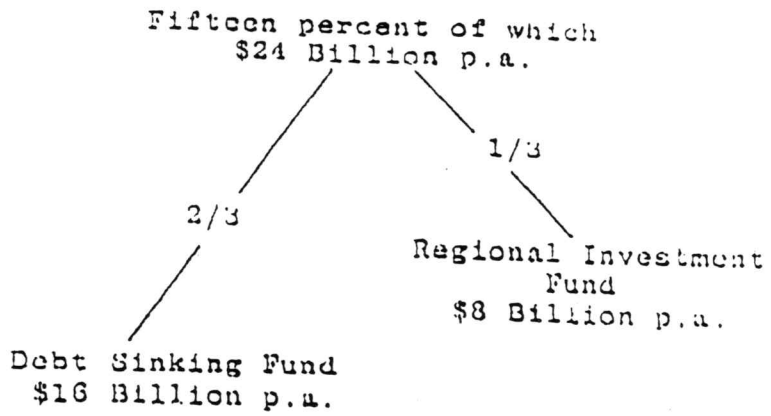 Fifteen percent of which
$24 Billion p.a.
1/3
2/3
Regional Investment
Fund
$8 Billion p.a.
Debt Sinking Fund
$16 Billion p.a.